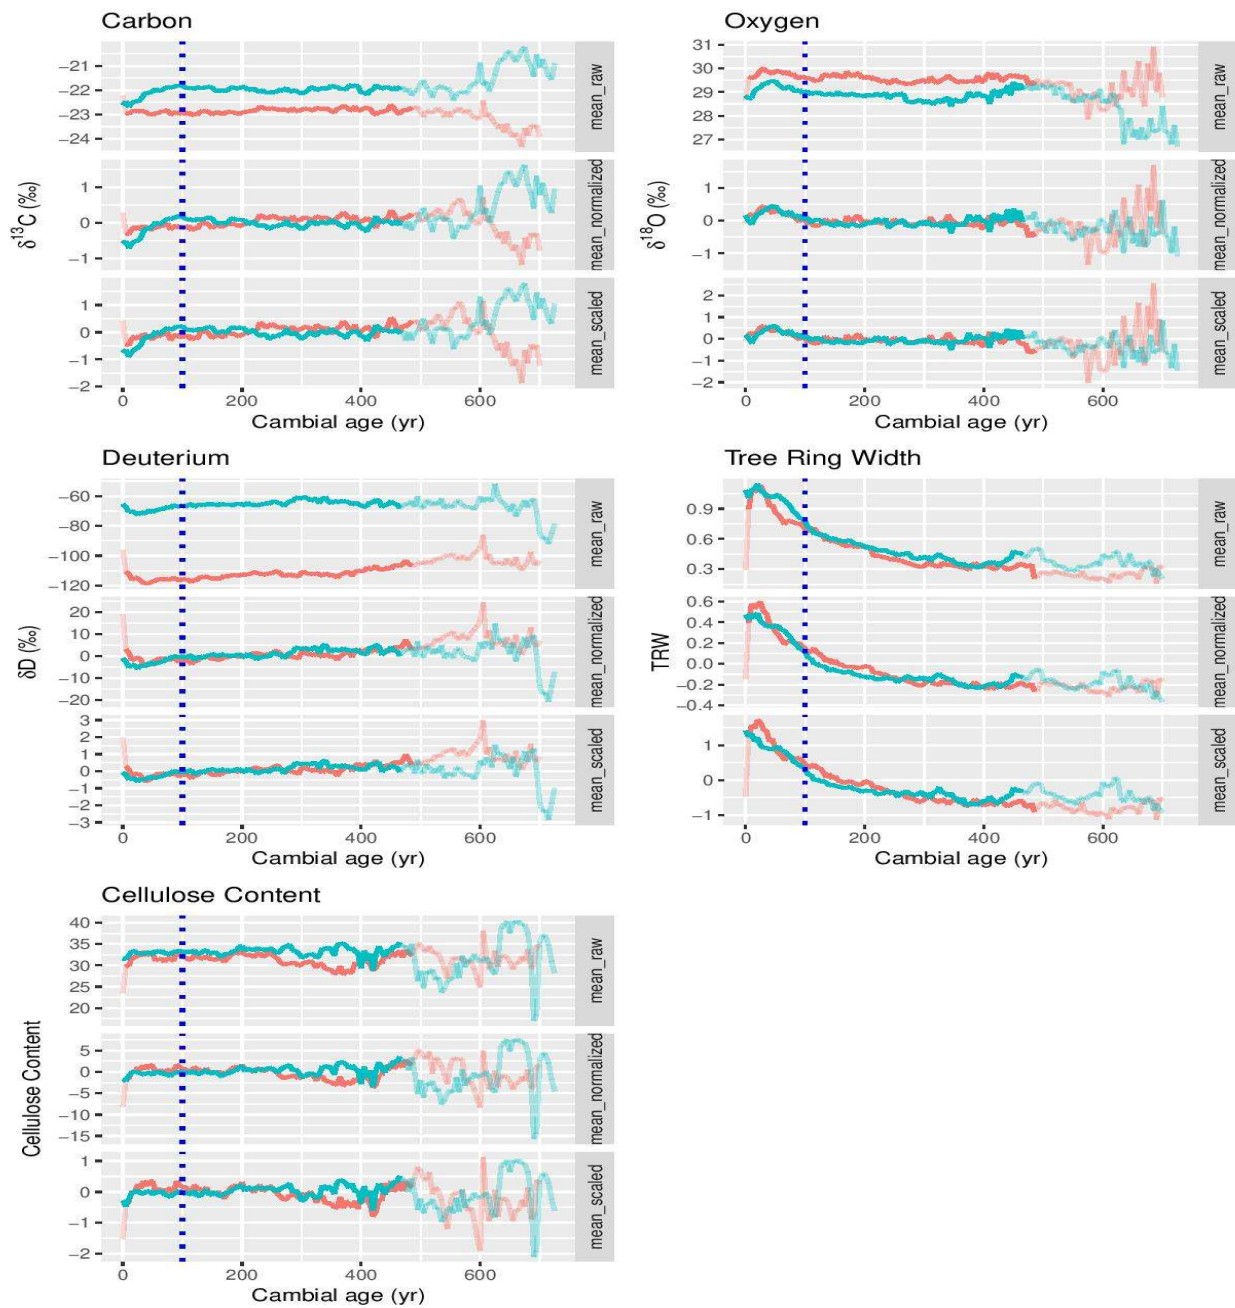 Carbon
δ13C (‰)
−21
−22
−23
−24
mean_raw
1
0
−1
mean_normalized
1
0
−1
−2
mean_scaled
0
200
400
600
Cambial age (yr)
Oxygen
δ18O (‰)
31
30
29
28
27
mean_raw
1
0
−1
mean_normalized
2
1
0
−1
−2
mean_scaled
0
200
400
600
Cambial age (yr)
Deuterium
δD (‰)
−60
−80
−100
−120
mean_raw
20
10
0
−10
−20
mean_normalized
3
2
1
0
−1
−2
−3
mean_scaled
0
200
400
600
Cambial age (yr)
Tree Ring Width
TRW
0.9
0.6
0.3
mean_raw
0.6
0.4
0.2
0.0
−0.2
−0.4
mean_normalized
1
0
−1
mean_scaled
0
200
400
600
Cambial age (yr)
Cellulose Content
Cellulose Content
40
35
30
25
20
mean_raw
5
0
−5
−10
−15
mean_normalized
1
0
−1
−2
mean_scaled
0
200
400
600
Cambial age (yr)